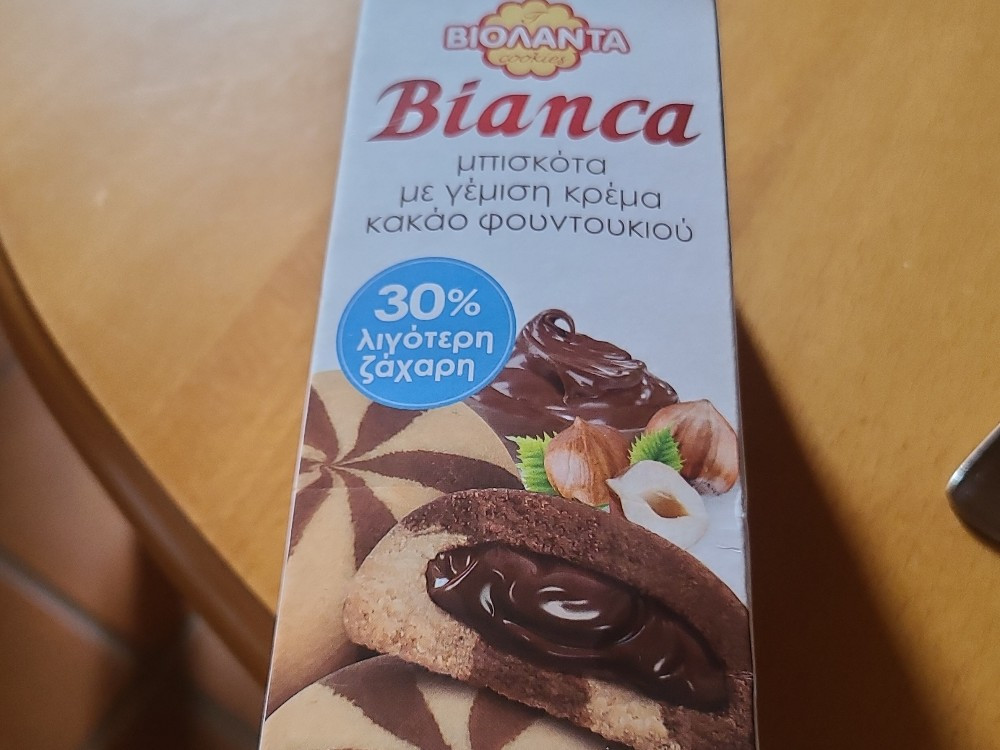 ΒΙΟΛΑΝΤΑ
cookies
Bianca
μπισκότα
με γέμιση κρέμα
κακάο φουντουκιού
30%
λιγότερη
ζάχαρη